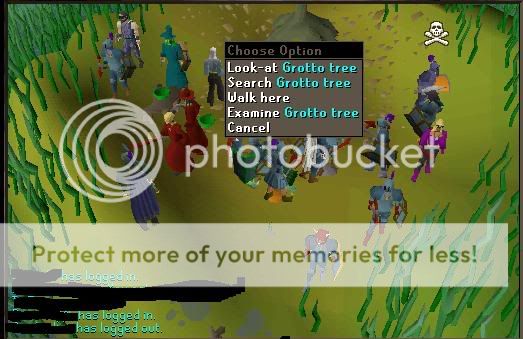 Choose Option
Look-at Grotto tree
Search Grotto tree
Walk here
Examine Grotto tree
Cancel
photobucket
Protect more of your memories for less!
has logged in.
has logged in.
has logged out.